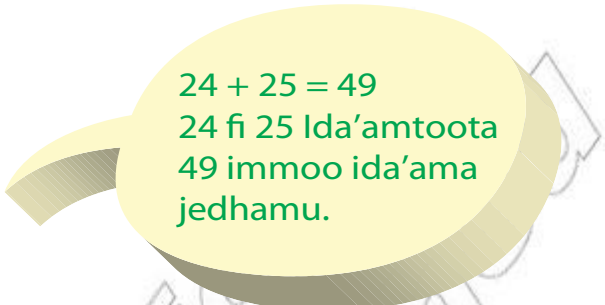 24 + 25 = 49
24 fi 25 Ida’amtoota
49 immoo ida’ama
jedhamu.